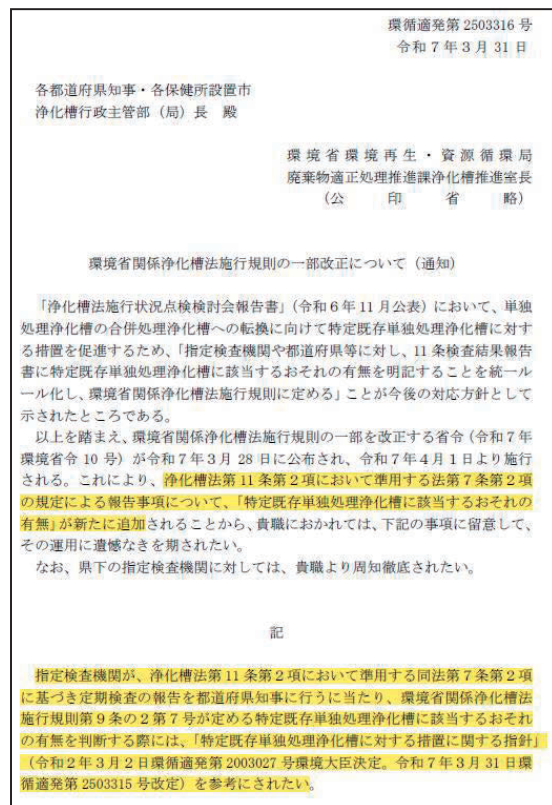 環循適発第 2503316 号
令和 7 年 3 月 31 日
各都道府県知事・各保健所設置市
浄化槽行政主管部（局）長　殿
環境省環境再生・資源循環局
廃棄物適正処理推進課浄化槽推進室長
（公印省略）
環境省関係浄化槽法施行規則の一部改正について（通知）
「浄化槽法施行状況点検検討会報告書」（令和６年 11 月公表）において、単独
処理浄化槽の合併処理浄化槽への転換に向けて特定既存単独処理浄化槽に対す
る措置を促進するため、「指定検査機関や都道府県等に対し、11 条検査結果報告
書に特定既存単独処理浄化槽に該当するおそれの有無を明記することを統一ル
ール化し、環境省関係浄化槽法施行規則に定める」ことが今後の対応方針として
示されたところである。
以上を踏まえ、環境省関係浄化槽法施行規則の一部を改正する省令（令和７年
環境省令 10 号）が令和７年３月 28 日に公布され、令和７年４月１日より施行
される。これにより、浄化槽法第 11 条第２項において準用する法第７条第２項
の規定による報告事項について、「特定既存単独処理浄化槽に該当するおそれの
有無」が新たに追加されることから、貴職におかれては、下記の事項に留意して、
その運用に遺憾なきを期されたい。
なお、県下の指定検査機関に対しては、貴職より周知徹底されたい。
記
指定検査機関が、浄化槽法第 11 条第２項において準用する同法第７条第２項
に基づき定期検査の報告を都道府県知事に行うに当たり、環境省関係浄化槽法
施行規則第９条の２第７号が定める特定既存単独処理浄化槽に該当するおそれ
の有無を判断する際には、「特定既存単独処理浄化槽に対する措置に関する指針」
（令和２年３月２日環循適発第 2003027 号環境大臣決定。令和７年３月 31 日環
循適発第 2503315 号改定）を参考にされたい。